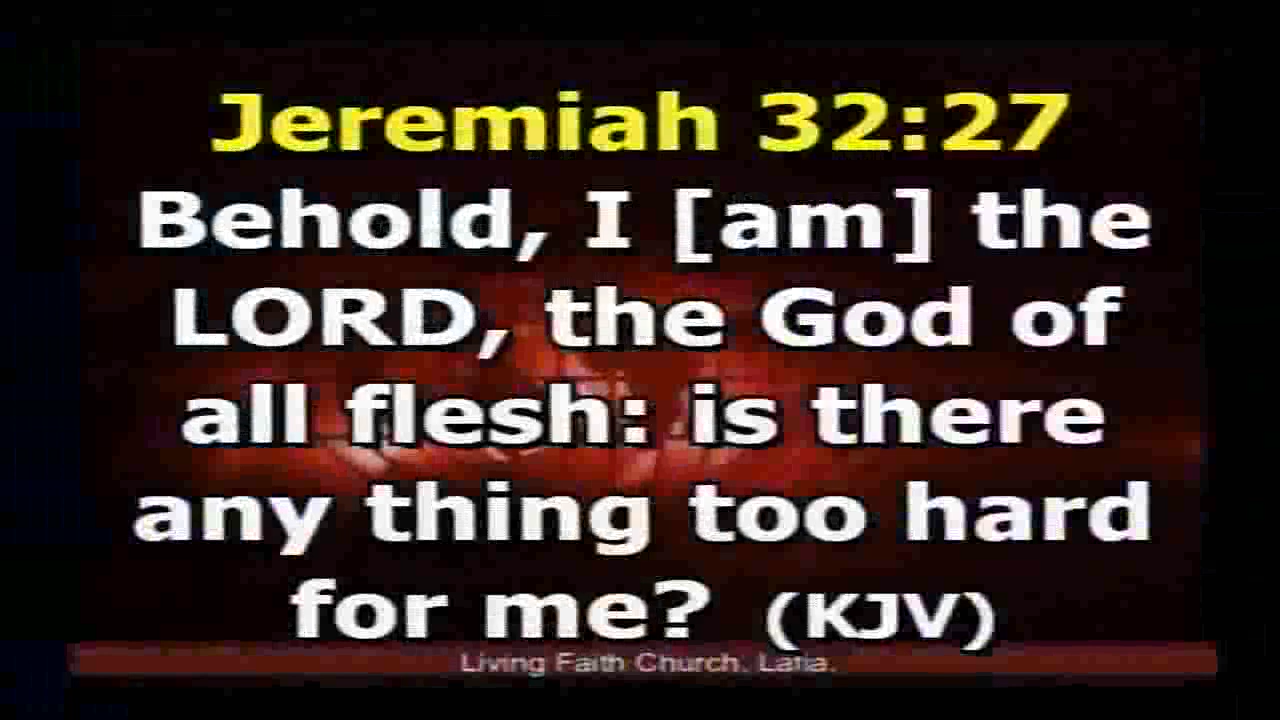 Jeremiah 32:27
Behold, I [am] the
LORD, the God of
all flesh: is there
any thing too hard
for me? (KJV)
Living Faith Church. Lafia.